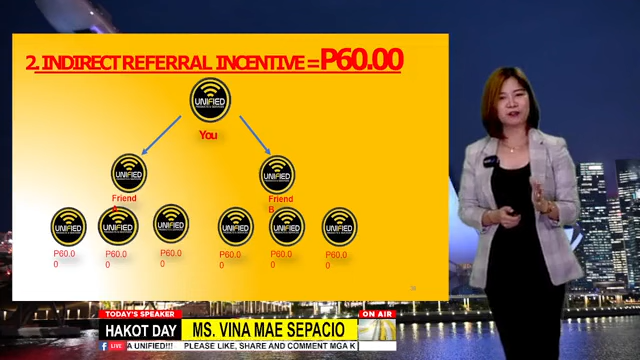 2. INDIRECT REFERRAL INCENTIVE = P60.00
UNIFIED
You
UNIFIED
UNIFIED
Friend
Friend
B
UNIFIED
UNIFIED
UNIFIED
UNIFIED
UNIFIED
UNIFIED
P60.0
0
P60.0
0
P60.0
0
P60.0
0
P60.0
0
P60.0
0
TODAY'S SPEAKER
HAKOT DAY
MS. VINA MAE SEPACIO
ON AIR
LIVE
A UNIFIED!!! PLEASE LIKE, SHARE AND COMMENT MGA K